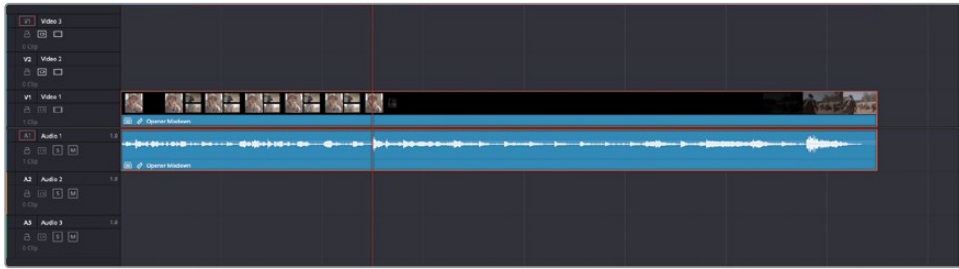 V3 Video 3
0 Clip
V2 Video 2
0 Clip
V1 Video 1
1 Clip
Opener Mixdown
A1 Audio 1 1.0
S M
1 Clip
Opener Mixdown
A2 Audio 2 1.0
S M
0 Clip
A3 Audio 3 1.0
S M
0 Clip